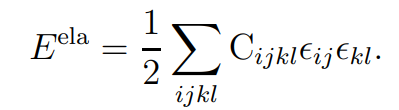 E^{ela} = \frac{1}{2} \sum_{ijkl} C_{ijkl} \epsilon_{ij} \epsilon_{kl}.